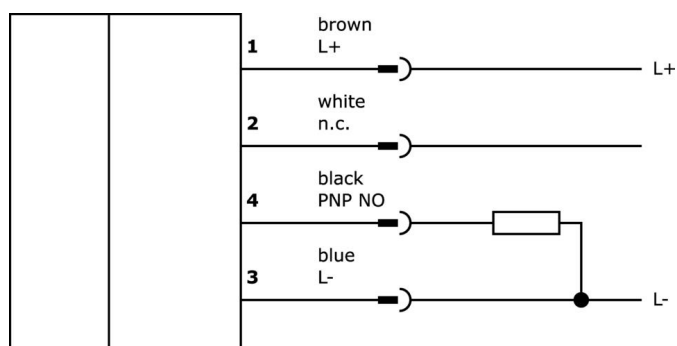 brown
1 L+ L+
white
2 n.c.
black
4 PNP NO
blue
3 L- L-